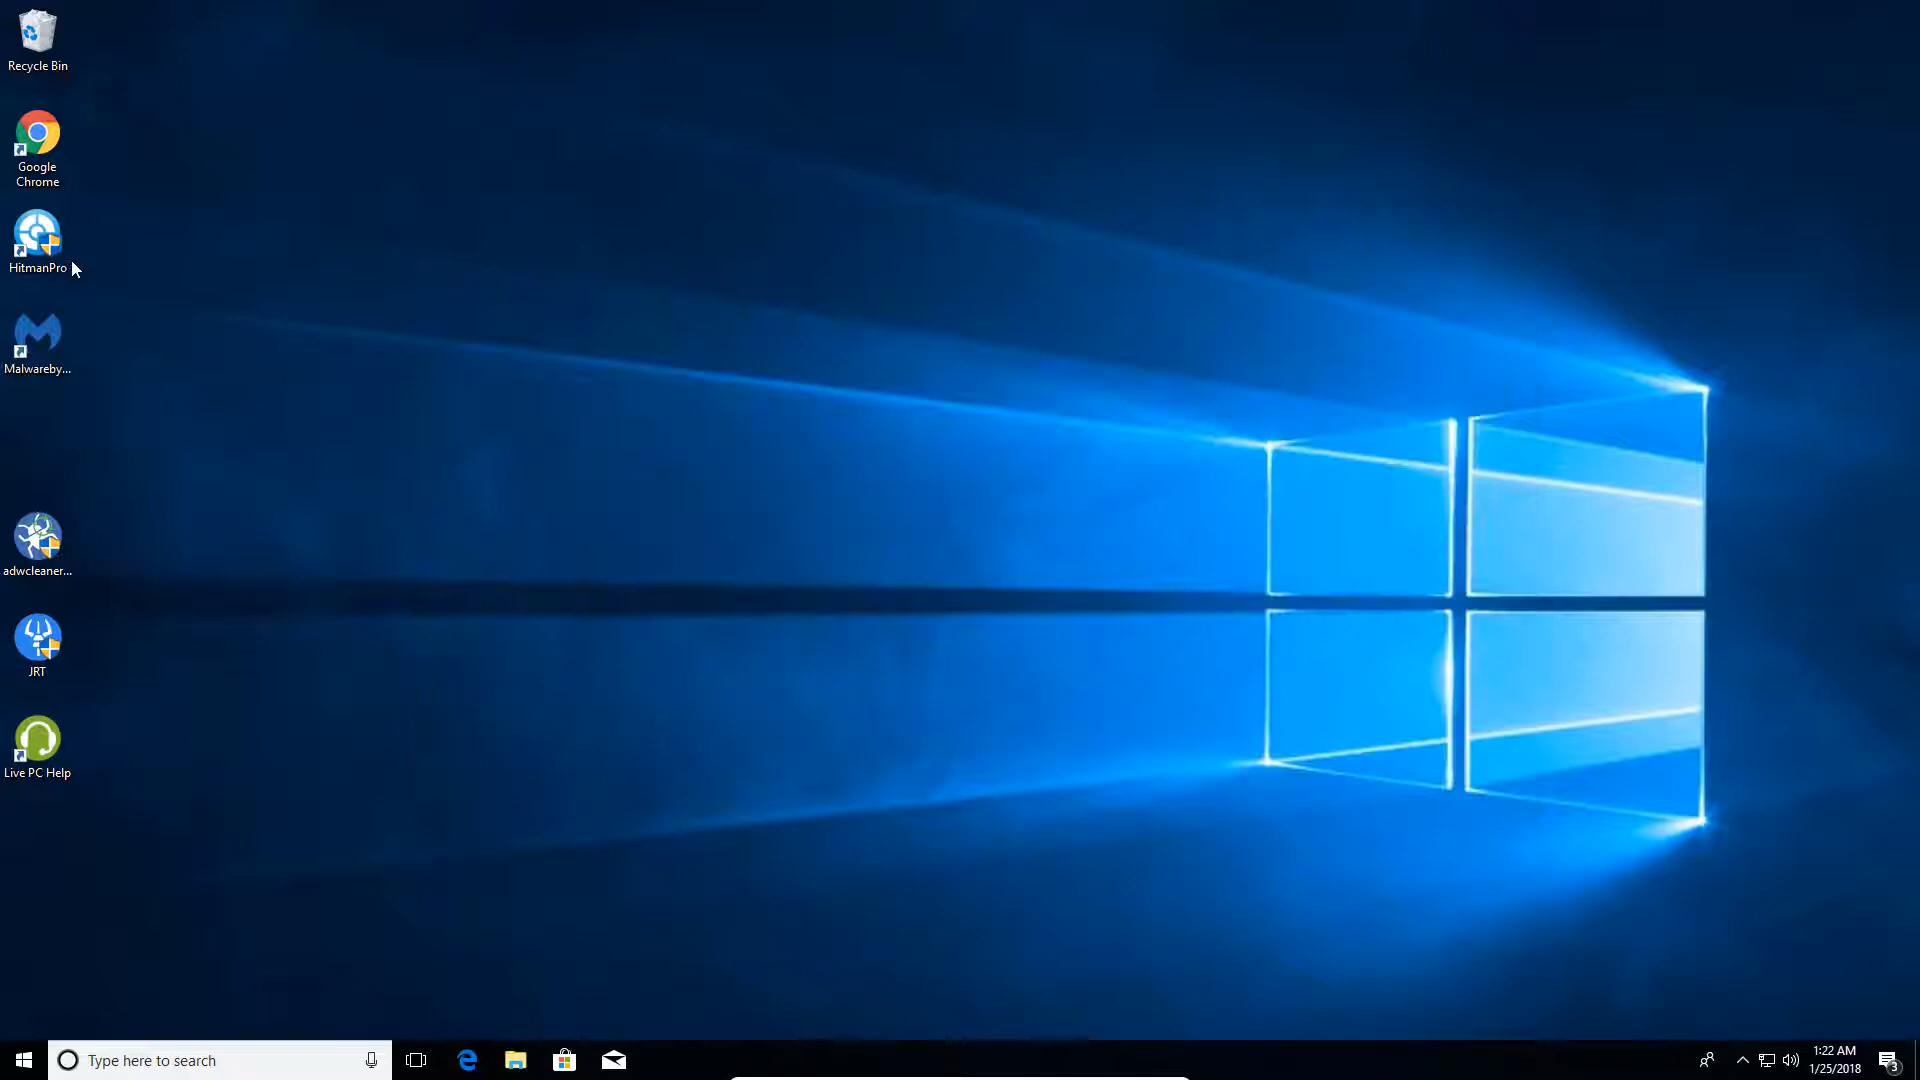 Recycle Bin
Google
Chrome
HitmanPro
Malwareby...
adwcleaner...
JRT
Live PC Help
Type here to search
1:22 AM
1/25/2018
3